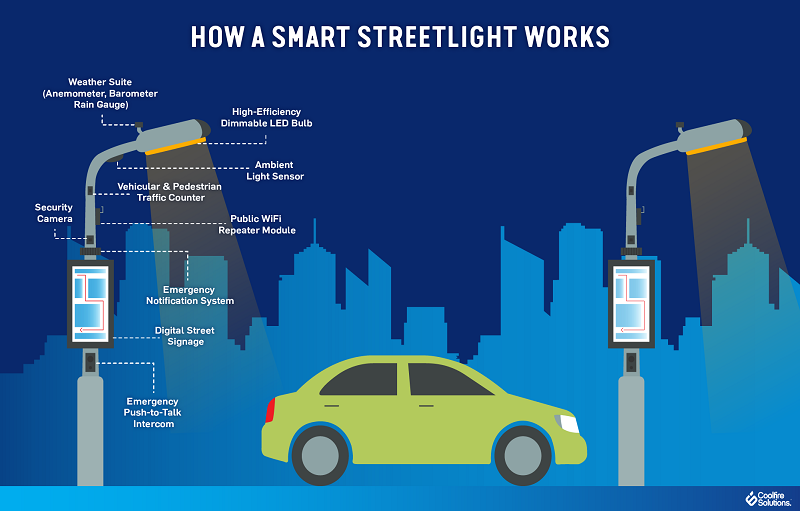 HOW A SMART STREETLIGHT WORKS
Weather Suite
(Anemometer, Barometer
Rain Gauge)
High-Efficiency
Dimmable LED Bulb
Ambient
Light Sensor
Vehicular & Pedestrian
Traffic Counter
Security
Camera
Public WiFi
Repeater Module
Emergency
Notification System
Digital Street
Signage
Emergency
Push-to-Talk
Intercom
Coolfire
Solutions.